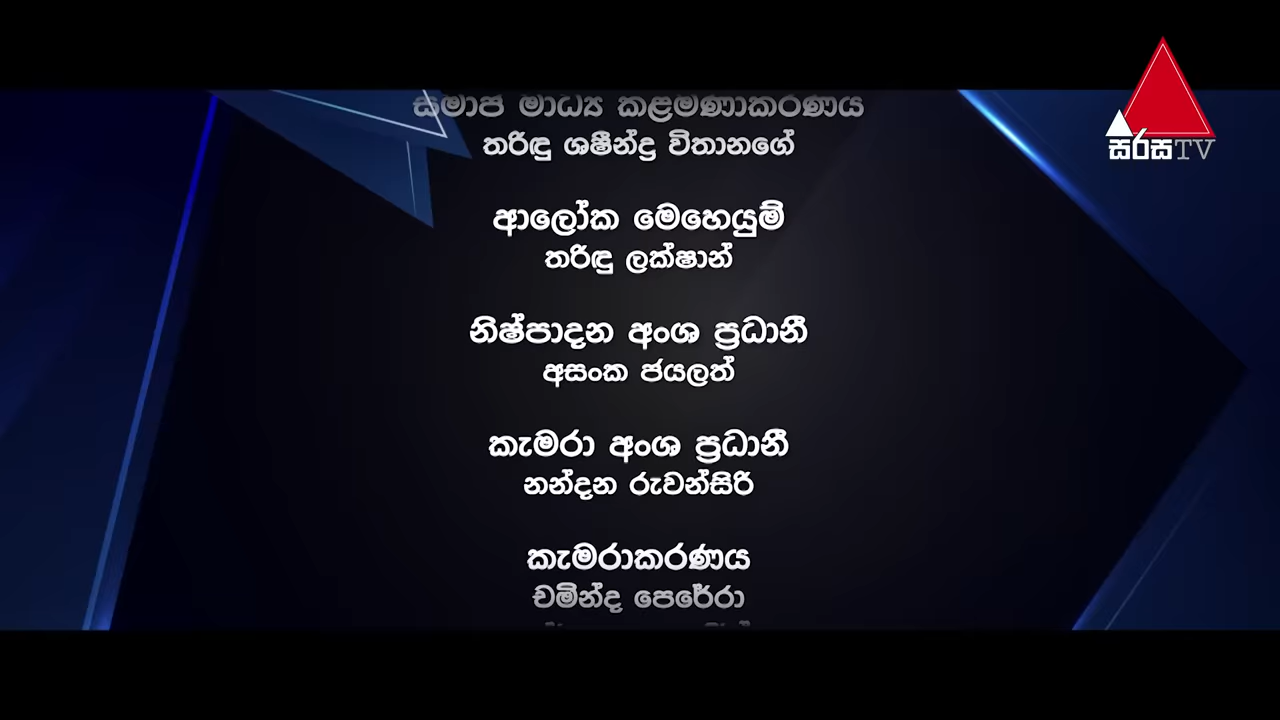 සමාජ මාධ්‍ය කළමණාකරණය
තරිඳු ශෂීන්ද්‍ර විතානගේ
ආලෝක මෙහෙයුම්
තරිඳු ලක්ෂාන්
නිෂ්පාදන අංශ ප්‍රධානී
අසංක ජයලත්
කැමරා අංශ ප්‍රධානී
නන්දන රුවන්සිරි
කැමරාකරණය
චමින්ද පෙරේරා
සිරස TV